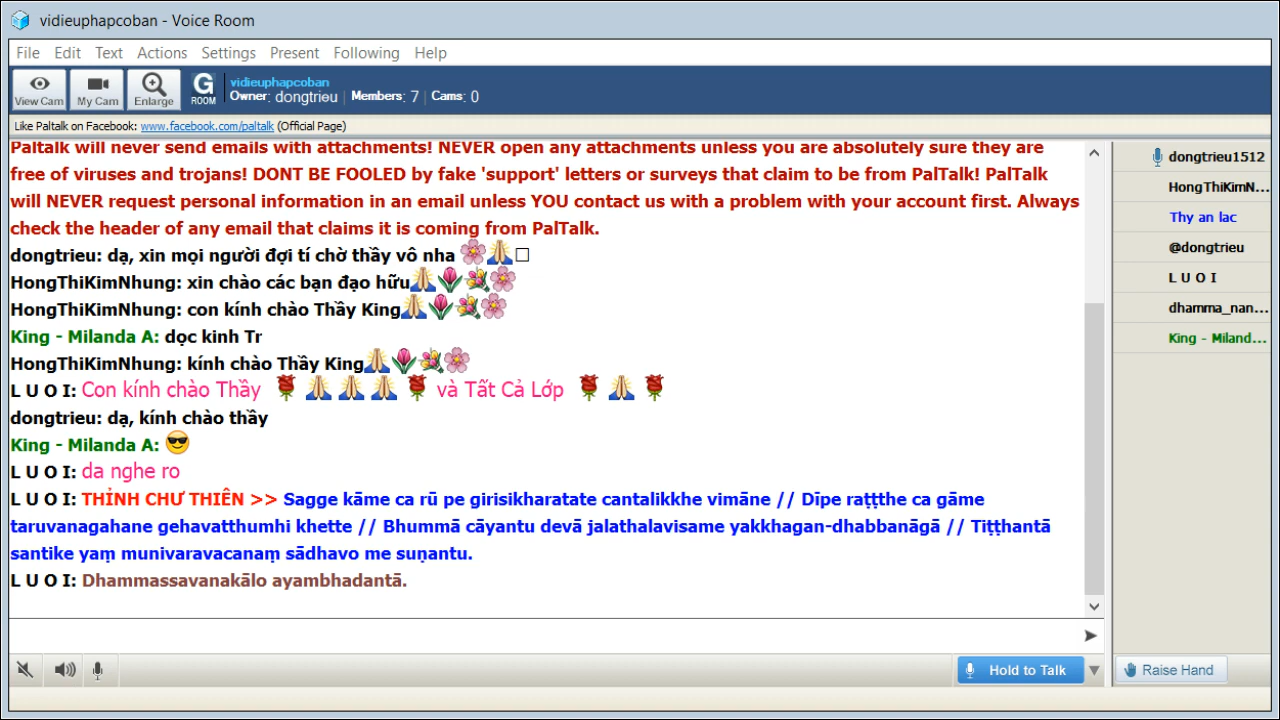 vidieuphapcoban - Voice Room
File Edit Text Actions Settings Present Following Help
View Cam My Cam Enlarge G ROOM
vidieuphapcoban
Owner: dongtrieu | Members: 7 | Cams: 0
Like Paltalk on Facebook: www.facebook.com/paltalk (Official Page)
Paltalk will never send emails with attachments! NEVER open any attachments unless you are absolutely sure they are
free of viruses and trojans! DONT BE FOOLED by fake 'support' letters or surveys that claim to be from PalTalk! PalTalk
will NEVER request personal information in an email unless YOU contact us with a problem with your account first. Always
check the header of any email that claims it is coming from PalTalk.
dongtrieu: dạ, xin mọi người đợi tí chờ thầy vô nha 🌸🙏□
HongThiKimNhung: xin chào các bạn đạo hữu🙏🌷💐🌸
HongThiKimNhung: con kính chào Thầy King🙏🌷💐🌸
King - Milanda A: dọc kinh Tr
HongThiKimNhung: kính chào Thầy King🙏🌷💐🌸
L U O I: Con kính chào Thầy 🌹🙏🙏🙏🌹 và Tất Cả Lớp 🌹🙏🌹
dongtrieu: dạ, kính chào thầy
King - Milanda A: 😎
L U O I: da nghe ro
L U O I: THỈNH CHƯ THIÊN >> Sagge kāme ca rū pe girisikharatate cantalikkhe vimāne // Dīpe raṭṭhe ca gāme
taruvanagahane gehavatthumhi khette // Bhummā cāyantu devā jalathalavisame yakkhagan-dhabbanāgā // Tiṭṭhantā
santike yaṃ munivaravacanaṃ sādhavo me suṇantu.
L U O I: Dhammassavanakālo ayambhadantā.
Hold to Talk
dongtrieu1512
HongThiKimN...
Thy an lac
@dongtrieu
L U O I
dhamma_nan...
King - Miland...
Raise Hand